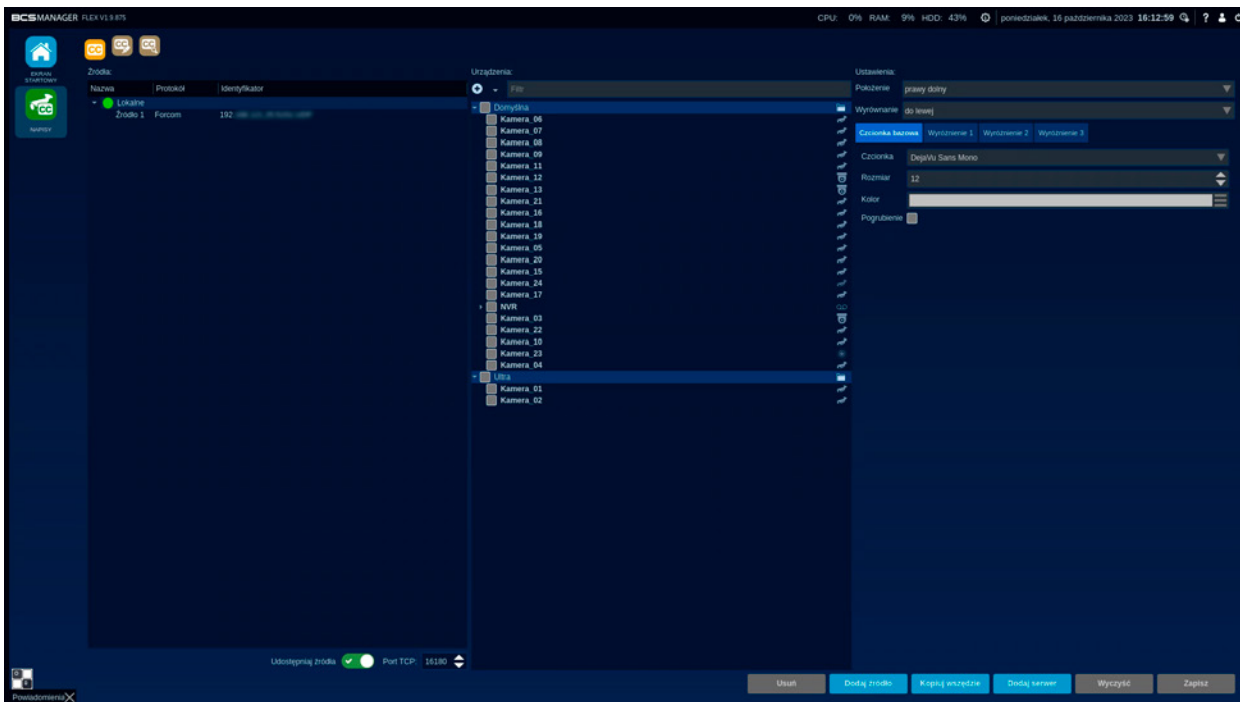 BCSMANAGER FLEX V1.9.875
CPU: 0% RAM: 9% HDD: 43% poniedziałek, 16 października 2023 16:12:59 ?
EKRAN
STARTOWY
NAPISY
CC CC CC
Źródła:
Nazwa Protokół Identyfikator
Lokalne
Źródło 1 Forcom 192
Udostępniaj źródła Port TCP: 16180
Urządzenia:
Filtr
Domyślna
Kamera_06
Kamera_07
Kamera_08
Kamera_09
Kamera_11
Kamera_12
Kamera_13
Kamera_21
Kamera_16
Kamera_18
Kamera_19
Kamera_05
Kamera_20
Kamera_15
Kamera_24
Kamera_17
NVR
Kamera_03
Kamera_22
Kamera_10
Kamera_23
Kamera_04
Ultra
Kamera_01
Kamera_02
Ustawienia:
Położenie prawy dolny
Wyrównanie do lewej
Czcionka bazowa Wyróżnienie 1 Wyróżnienie 2 Wyróżnienie 3
Czcionka DejaVu Sans Mono
Rozmiar 12
Kolor
Pogrubienie
Usuń Dodaj źródło Kopiuj wszędzie Dodaj serwer Wyczyść Zapisz
Powiadomienia